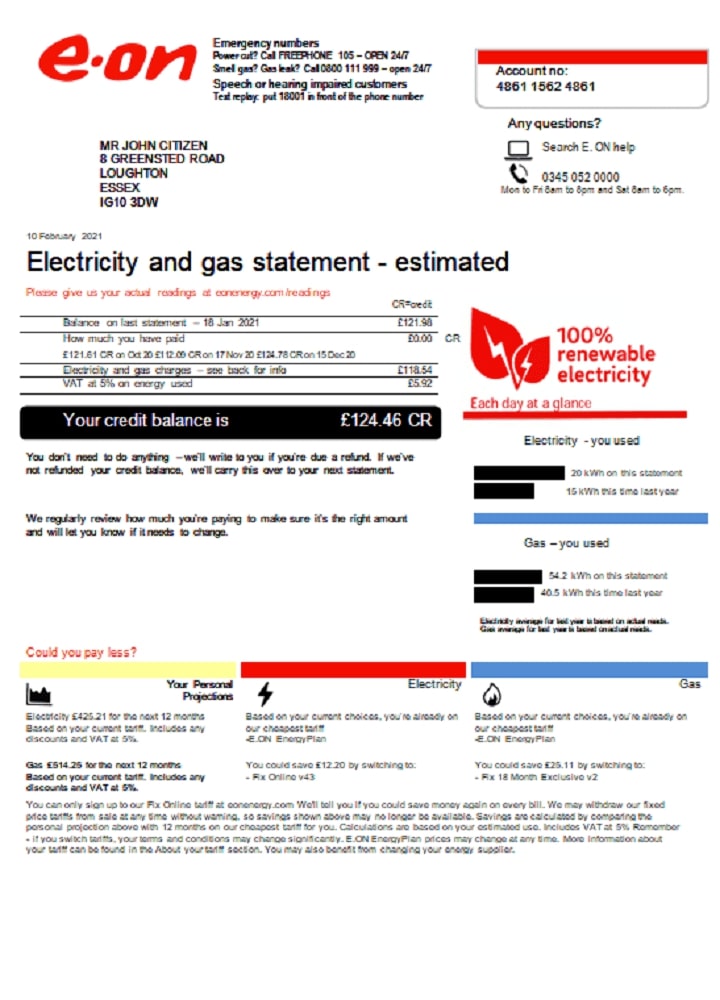 e·on
Emergency numbers
Power cut? Call FREEPHONE 105 – OPEN 24/7
Smell gas? Gas leak? Call 0800 111 999 – open 24/7
Speech or hearing impaired customers
Text replay: put 18001 in front of the phone number
Account no:
4861 1562 4861
Any questions?
Search E. ON help
0345 052 0000
Mon to Fri 8am to 8pm and Sat 8am to 6pm.
MR JOHN CITIZEN
8 GREENSTED ROAD
LOUGHTON
ESSEX
IG10 3DW
10 February 2021
Electricity and gas statement - estimated
Please give us your actual readings at eonenergy.com/readings
CR=credit
Balance on last statement – 18 Jan 2021 £121.98
How much you have paid £0.00 CR
£121.61 CR on Oct 20 £112.09 CR on 17 Nov 20 £124.78 CR on 15 Dec 20
Electricity and gas charges – see back for info £118.54
VAT at 5% on energy used £5.92
Your credit balance is £124.46 CR
You don't need to do anything – we'll write to you if you're due a refund. If we've
not refunded your credit balance, we'll carry this over to your next statement.
We regularly review how much you're paying to make sure it's the right amount
and will let you know if it needs to change.
100%
renewable
electricity
Each day at a glance
Electricity - you used
20 kWh on this statement
15 kWh this time last year
Gas – you used
54.2 kWh on this statement
40.5 kWh this time last year
Electricity average for last year is based on actual reads.
Gas average for last year is based on actual reads.
Could you pay less?
Your Personal
Projections
Electricity £425.21 for the next 12 months
Based on your current tariff. Includes any
discounts and VAT at 5%.
Gas £514.25 for the next 12 months
Based on your current tariff. Includes any
discounts and VAT at 5%.
Electricity
Based on your current choices, you're already on
our cheapest tariff
-E.ON EnergyPlan
You could save £12.20 by switching to:
- Fix Online v43
Gas
Based on your current choices, you're already on
our cheapest tariff
-E.ON EnergyPlan
You could save £25.11 by switching to:
- Fix 18 Month Exclusive v2
You can only sign up to our Fix Online tariff at eonenergy.com We'll tell you if you could save money again on every bill. We may withdraw our fixed
price tariffs from sale at any time without warning, so savings shown above may no longer be available. Savings are calculated by comparing the
personal projection above with 12 months on our cheapest tariff for you. Calculations are based on your estimated use. Includes VAT at 5% Remember
- if you switch tariffs, your terms and conditions may change significantly. E.ON EnergyPlan prices may change at any time. More Information about
your tariff can be found in the About your tariff section. You may also benefit from changing your energy supplier.